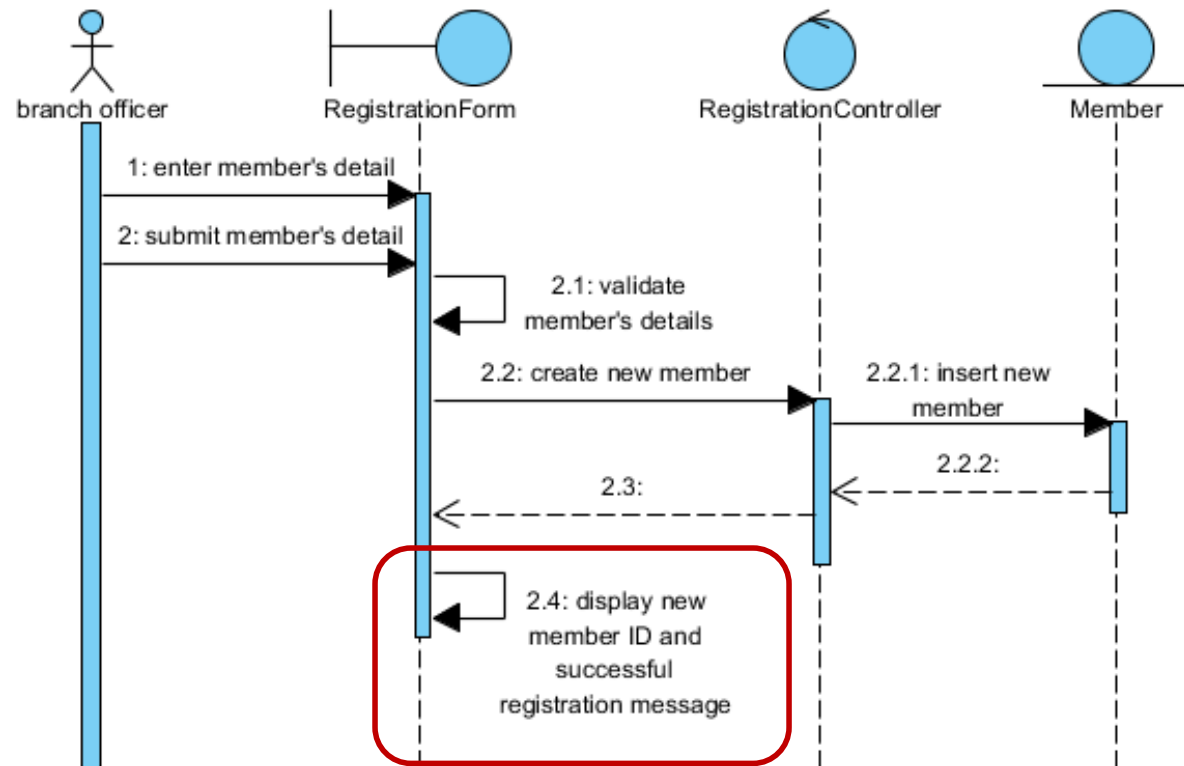 branch officer
RegistrationForm
RegistrationController
Member
1: enter member's detail
2: submit member's detail
2.1: validate
member's details
2.2: create new member
2.2.1: insert new
member
2.2.2:
2.3:
2.4: display new
member ID and
successful
registration message